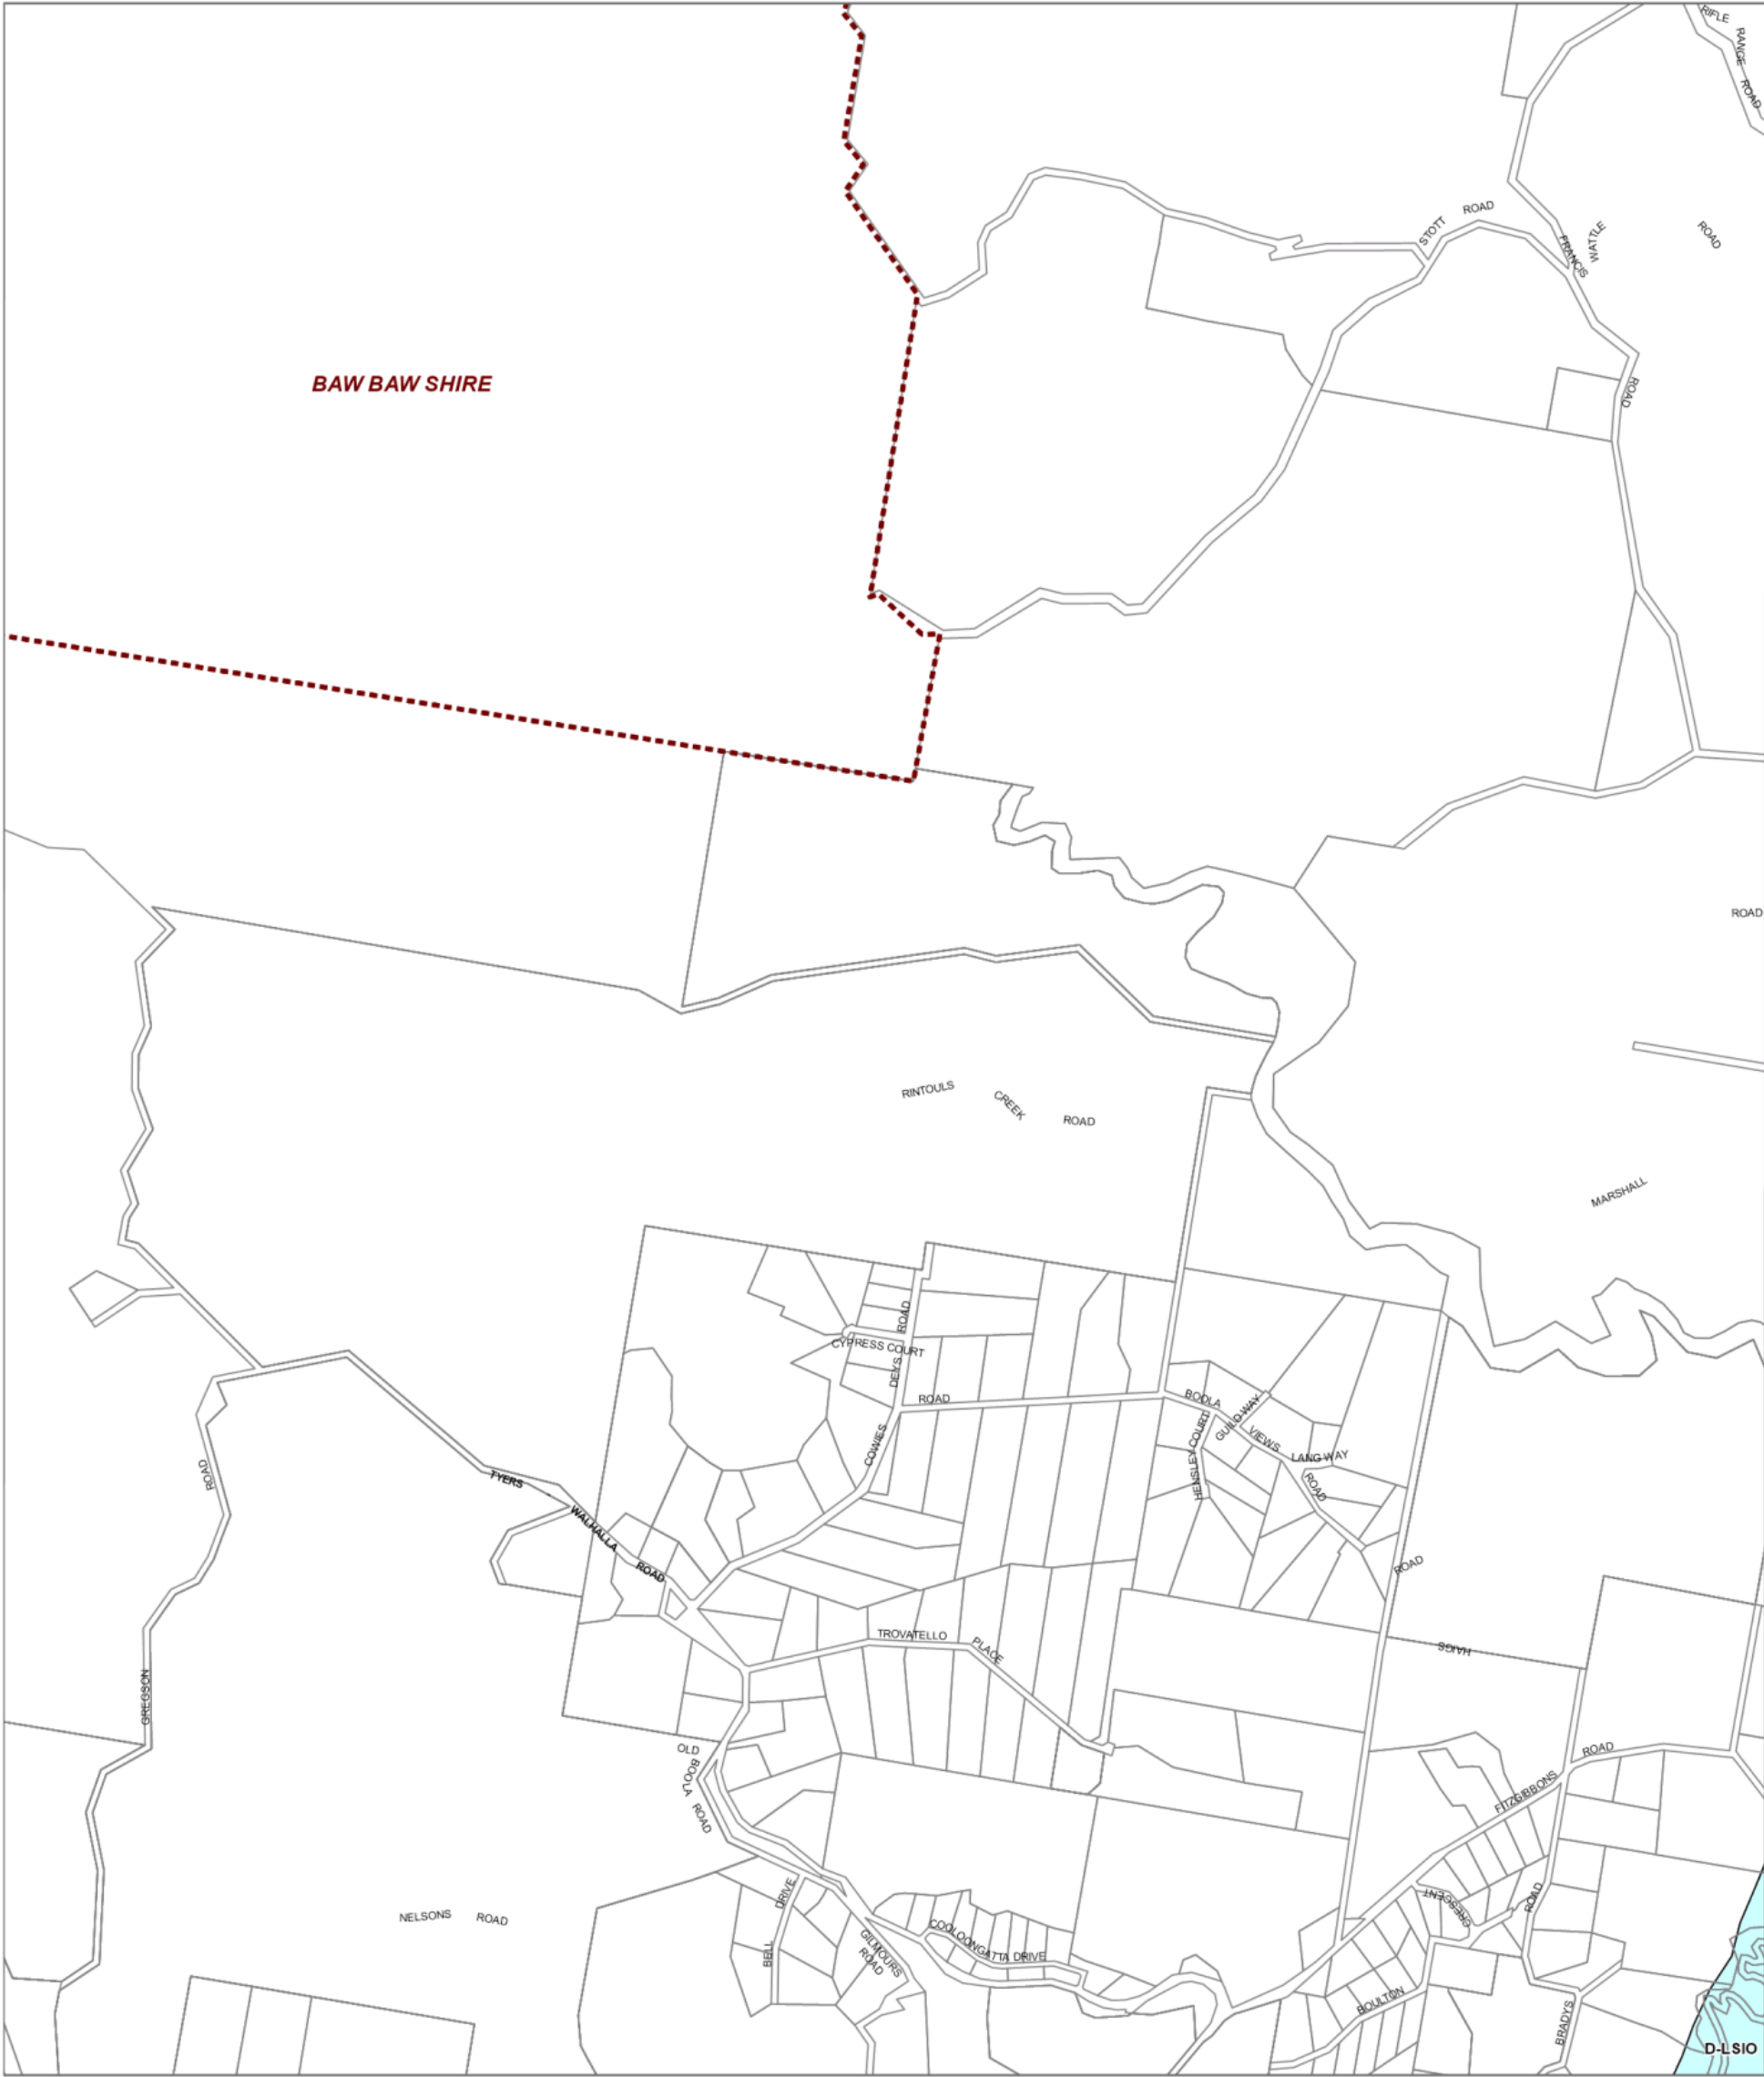 RIFLE
RANGE
ROAD
STOTT
ROAD
FRANCIS
WATTLE
ROAD
BAW BAW SHIRE
ROAD
ROAD
RINTOULS
CREEK
ROAD
MARSHALL
ROAD
CYPRESS COURT
DEYS
ROAD
BOOLA
GUILD WAY
HENSLEY COURT
VIEWS
LANG WAY
ROAD
COWIES
ROAD
TYERS
WALHALLA
ROAD
ROAD
TROVATELLO
PLACE
HAIGS
GREGSON
OLD
BOOLA
ROAD
ROAD
FITZGIBBONS
DRIVE
CRESCENT
ROAD
NELSONS
ROAD
COOLOONGATTA DRIVE
GILMOURS
ROAD
BELL
BOULTON
BRADYS
D-LSIO